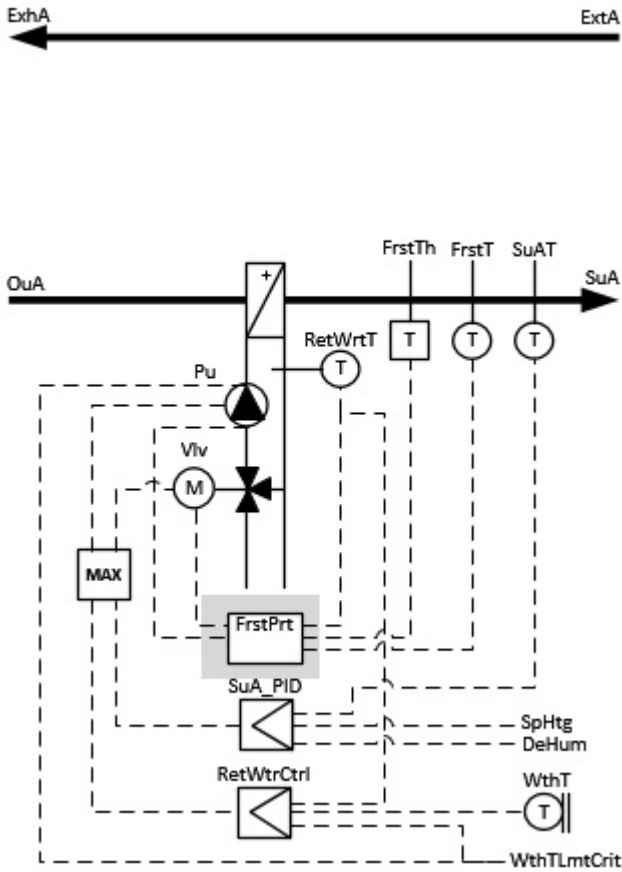 ExhA
ExtA
FrstTh
FrstT
SuAT
OuA
+
SuA
RetWrtT
T
T
T
T
Pu
Vlv
M
MAX
FrstPrt
SuA_PID
SpHtg
DeHum
RetWtrCtrl
WthT
T
WthTLmtCrit